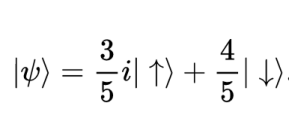 |ψ⟩ = 3/5 i| ↑⟩ + 4/5 | ↓⟩.